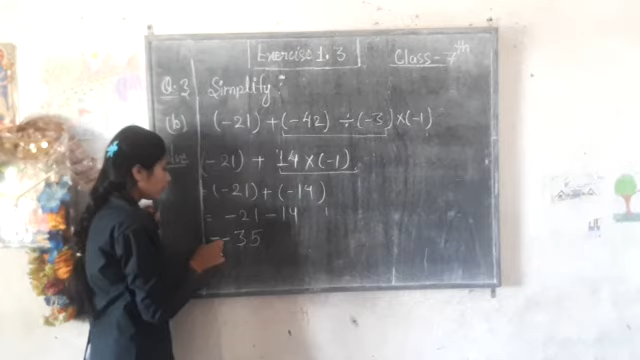 Exercise 1.3
Class-7th
Q.3 Simplify:
(b) (-21) + (-42) ÷ (-3) × (-1)
(-21) + 14 × (-1)
(-21) + (-14)
= -21 - 14
= -35